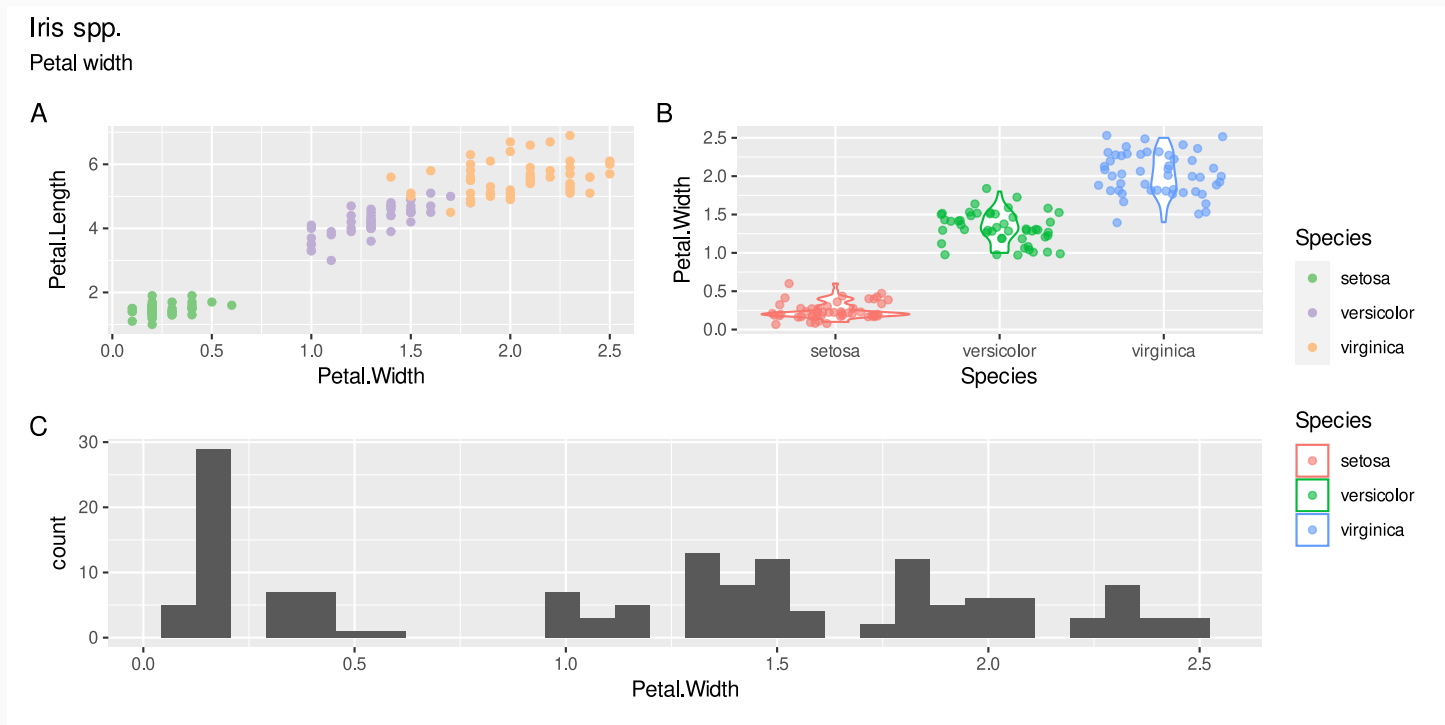 Iris spp.
Petal width
A
Petal.Length
6
4
2
0.0 0.5 1.0 1.5 2.0 2.5
Petal.Width
B
Petal.Width
2.5
2.0
1.5
1.0
0.5
0.0
setosa versicolor virginica
Species
Species
setosa
versicolor
virginica
Species
setosa
versicolor
virginica
C
count
30
20
10
0
0.0 0.5 1.0 1.5 2.0 2.5
Petal.Width